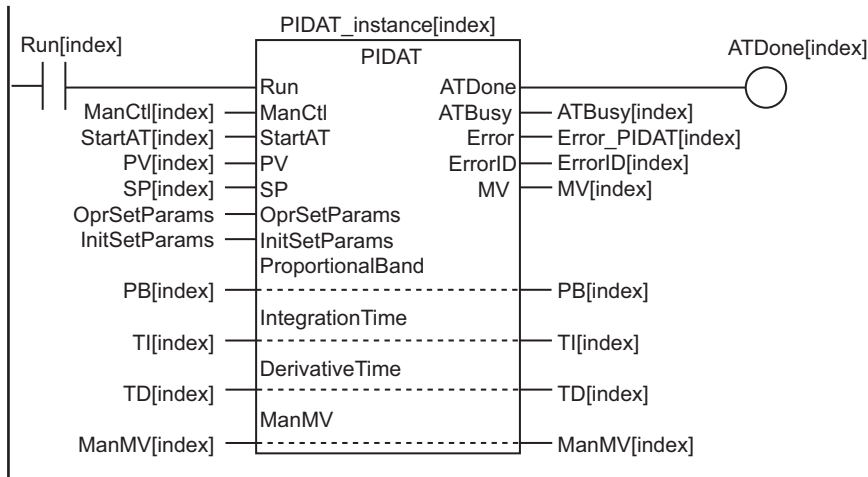 PIDAT_instance[index]
Run[index]
PIDAT
ATDone[index]
Run ATDone
ManCtl[index] ManCtl ATBusy ATBusy[index]
StartAT[index] StartAT Error Error_PIDAT[index]
PV[index] PV ErrorID ErrorID[index]
SP[index] SP MV MV[index]
OprSetParams OprSetParams
InitSetParams InitSetParams
ProportionalBand
PB[index] PB[index]
IntegrationTime
TI[index] TI[index]
DerivativeTime
TD[index] TD[index]
ManMV
ManMV[index] ManMV[index]